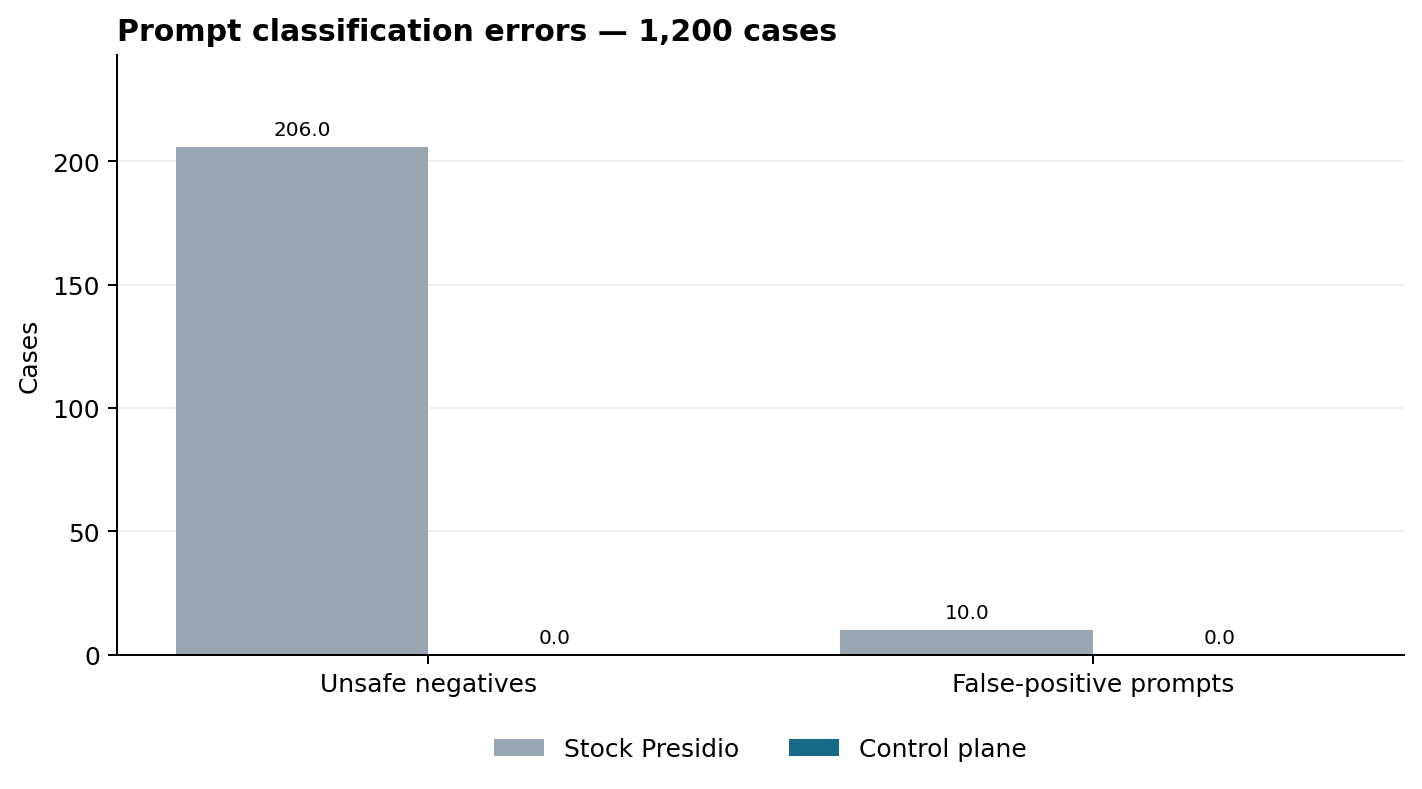 Prompt classification errors — 1,200 cases
206.0
200
150
Cases
100
50
10.0
0.0
0.0
0
Unsafe negatives
False-positive prompts
Stock Presidio
Control plane